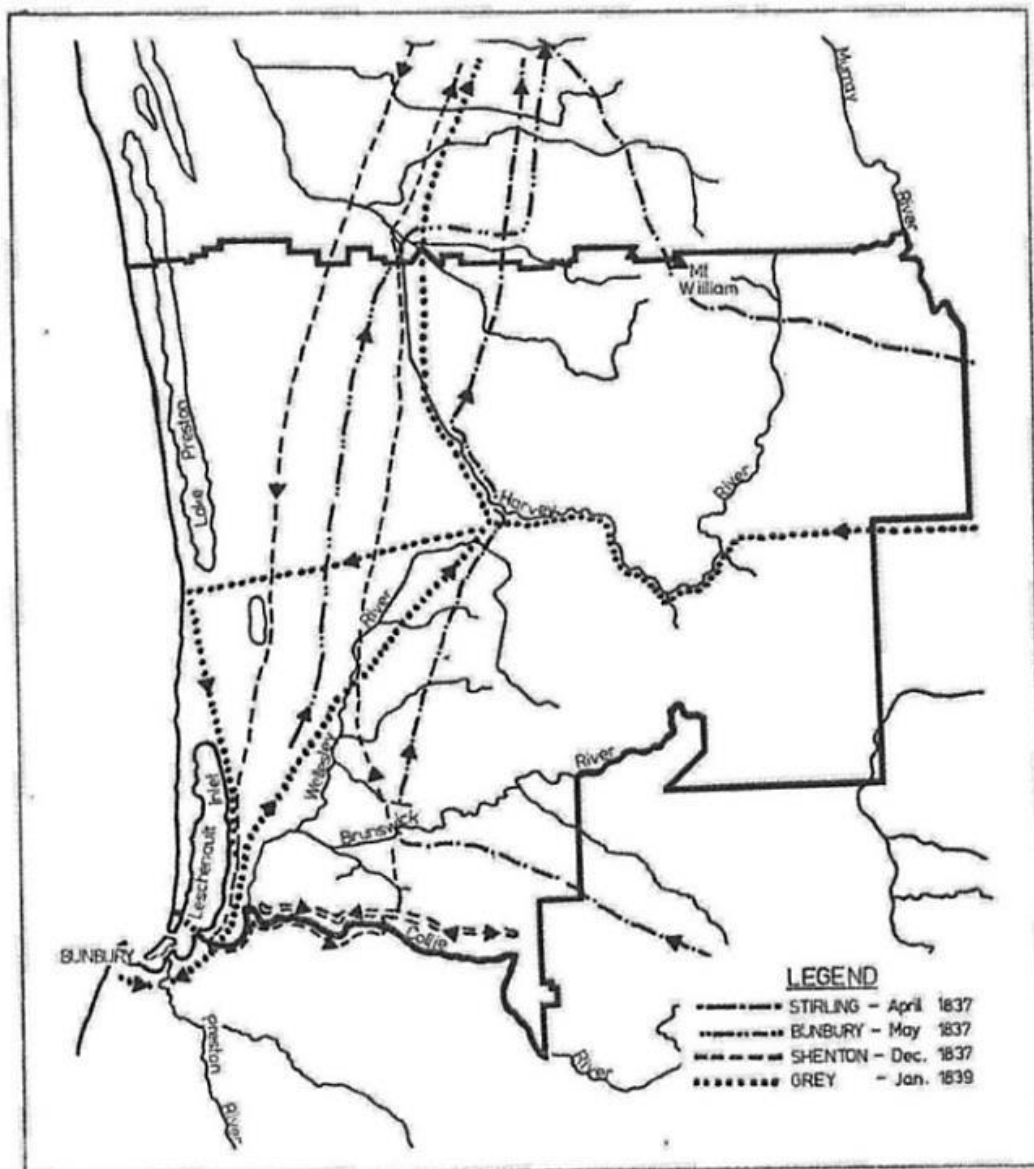 Murray
River
Mt
William
Lake Preston
Harvey
River
River
Wellesley
River
Brunswick
Leschenault Inlet
Collie
BUNBURY
Preston
River
River
LEGEND
STIRLING - April 1837
BUNBURY - May 1837
SHENTON - Dec. 1837
GREY - Jan. 1839